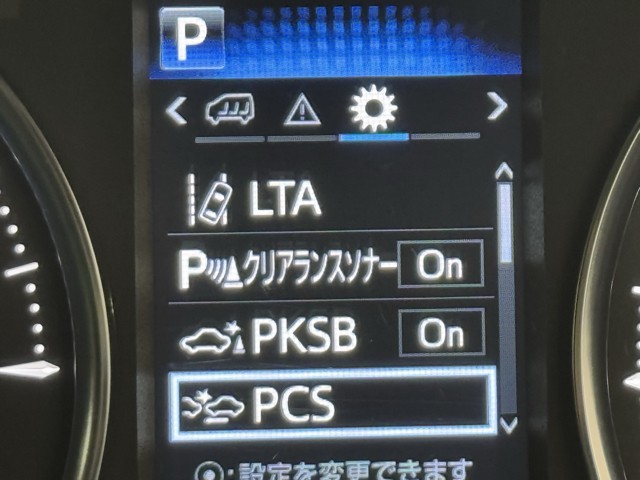 P
LTA
Pクリアランスソナー On
PKSB On
PCS
:設定を変更できます